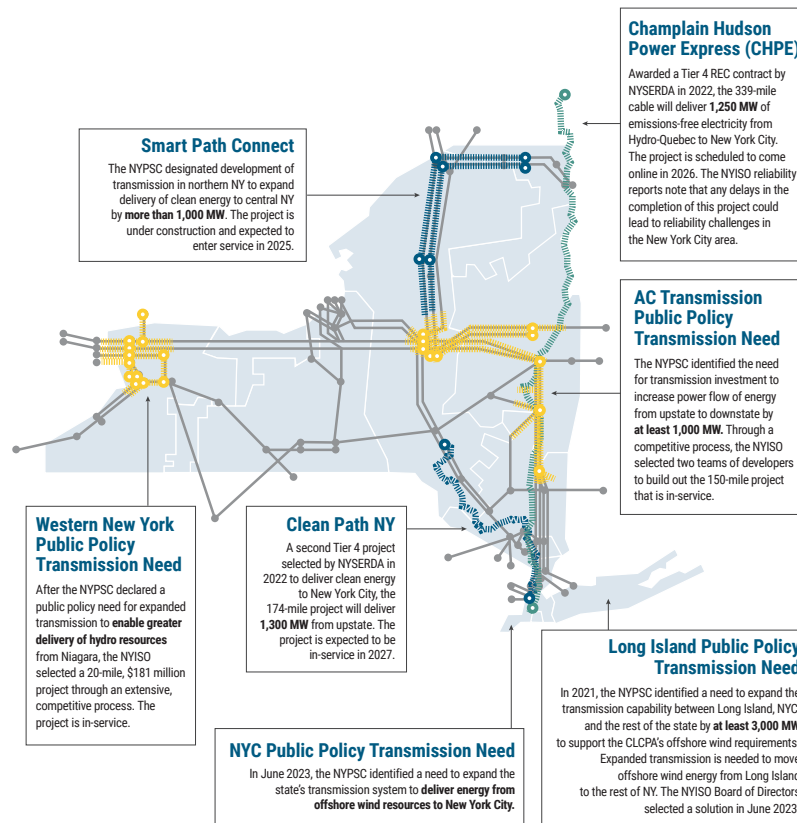 Champlain Hudson
Power Express (CHPE)
Awarded a Tier 4 REC contract by
NYSERDA in 2022, the 339-mile
cable will deliver 1,250 MW of
emissions-free electricity from
Hydro-Quebec to New York City.
The project is scheduled to come
online in 2026. The NYISO reliability
reports note that any delays in the
completion of this project could
lead to reliability challenges in
the New York City area.
Smart Path Connect
The NYPSC designated development of
transmission in northern NY to expand
delivery of clean energy to central NY
by more than 1,000 MW. The project is
under construction and expected to
enter service in 2025.
AC Transmission
Public Policy
Transmission Need
The NYPSC identified the need
for transmission investment to
increase power flow of energy
from upstate to downstate by
at least 1,000 MW. Through a
competitive process, the NYISO
selected two teams of developers
to build out the 150-mile project
that is in-service.
Western New York
Public Policy
Transmission Need
After the NYPSC declared a
public policy need for expanded
transmission to enable greater
delivery of hydro resources
from Niagara, the NYISO
selected a 20-mile, $181 million
project through an extensive,
competitive process. The
project is in-service.
Clean Path NY
A second Tier 4 project
selected by NYSERDA in
2022 to deliver clean energy
to New York City, the
174-mile project will deliver
1,300 MW from upstate. The
project is expected to be
in-service in 2027.
NYC Public Policy Transmission Need
In June 2023, the NYPSC identified a need to expand the
state's transmission system to deliver energy from
offshore wind resources to New York City.
Long Island Public Policy
Transmission Need
In 2021, the NYPSC identified a need to expand the
transmission capability between Long Island, NYC
and the rest of the state by at least 3,000 MW
to support the CLCPA's offshore wind requirements
Expanded transmission is needed to move
offshore wind energy from Long Island
to the rest of NY. The NYISO Board of Directors
selected a solution in June 2023